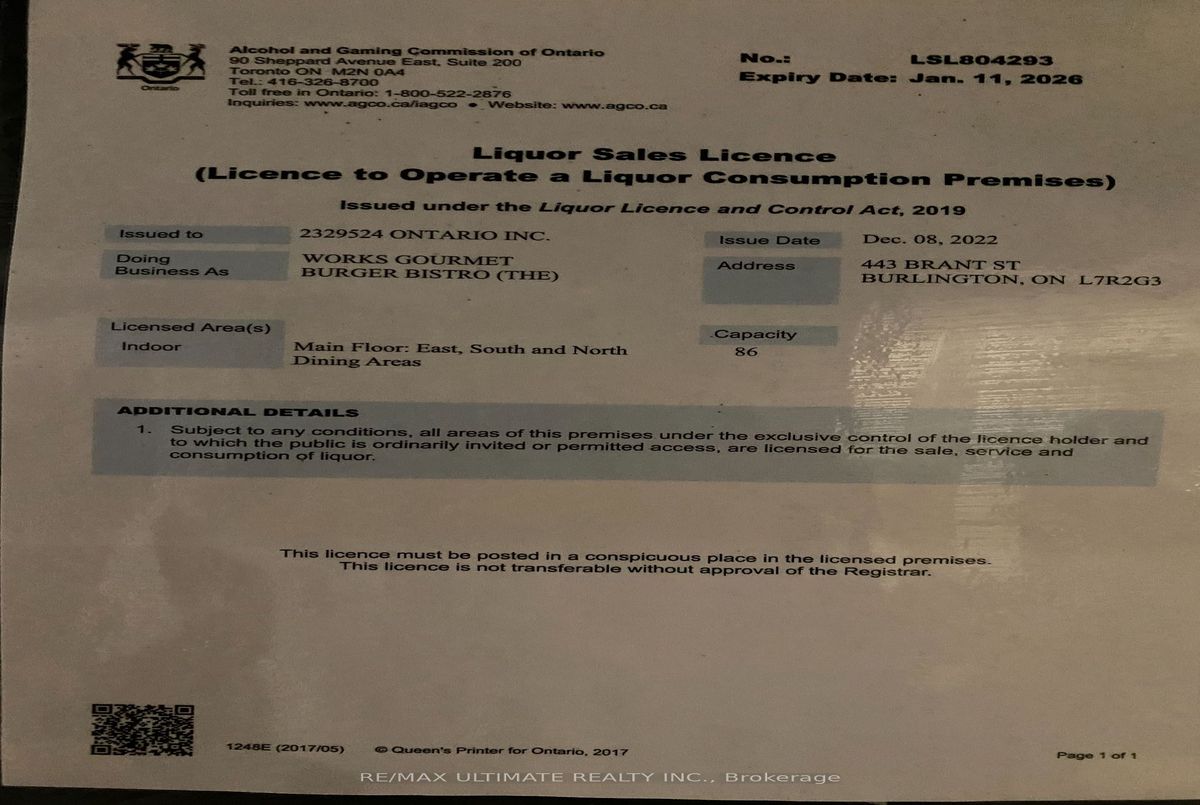 Ontario
Alcohol and Gaming Commission of Ontario
90 Sheppard Avenue East, Suite 200
Toronto ON M2N 0A4
Tel.: 416-326-8700
Toll free in Ontario: 1-800-522-2876
Inquiries: www.agco.ca/iagco • Website: www.agco.ca
No.: LSL804293
Expiry Date: Jan. 11, 2026
Liquor Sales Licence
(Licence to Operate a Liquor Consumption Premises)
Issued under the Liquor Licence and Control Act, 2019
Issued to 2329524 ONTARIO INC.
Doing Business As WORKS GOURMET
BURGER BISTRO (THE)
Issue Date Dec. 08, 2022
Address 443 BRANT ST
BURLINGTON, ON L7R2G3
Licensed Area(s)
Indoor Main Floor: East, South and North
Dining Areas
Capacity
86
ADDITIONAL DETAILS
1. Subject to any conditions, all areas of this premises under the exclusive control of the licence holder and
to which the public is ordinarily invited or permitted access, are licensed for the sale, service and
consumption of liquor.
This licence must be posted in a conspicuous place in the licensed premises.
This licence is not transferable without approval of the Registrar.
1248E (2017/05) © Queen's Printer for Ontario, 2017
Page 1 of 1
RE/MAX ULTIMATE REALTY INC., Brokerage